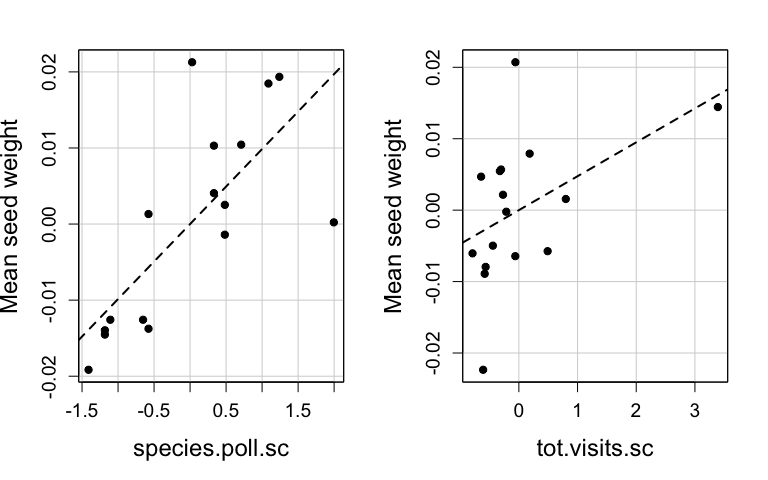 Mean seed weight
0.02
0.01
0.00
-0.01
-0.02
-1.5 -0.5 0.5 1.5
species.poll.sc
Mean seed weight
0.02
0.01
0.00
-0.01
-0.02
0 1 2 3
tot.visits.sc